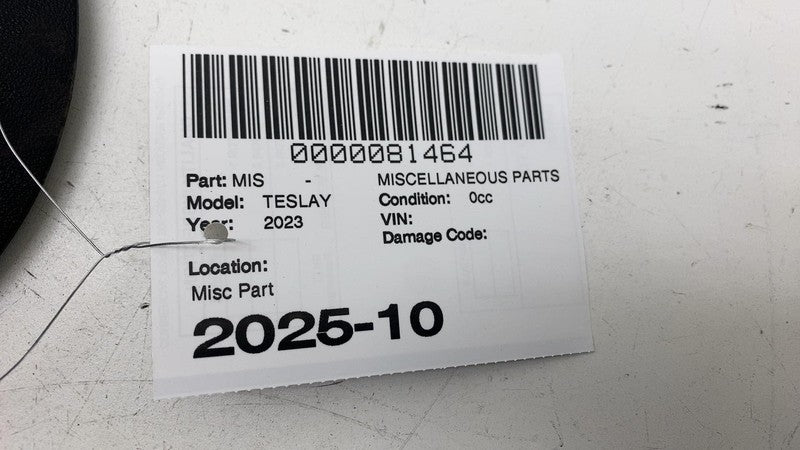 0000081464
Part: MIS - MISCELLANEOUS PARTS
Model: TESLAY Condition: 0cc
Year: 2023 VIN:
Damage Code:
Location:
Misc Part
2025-10